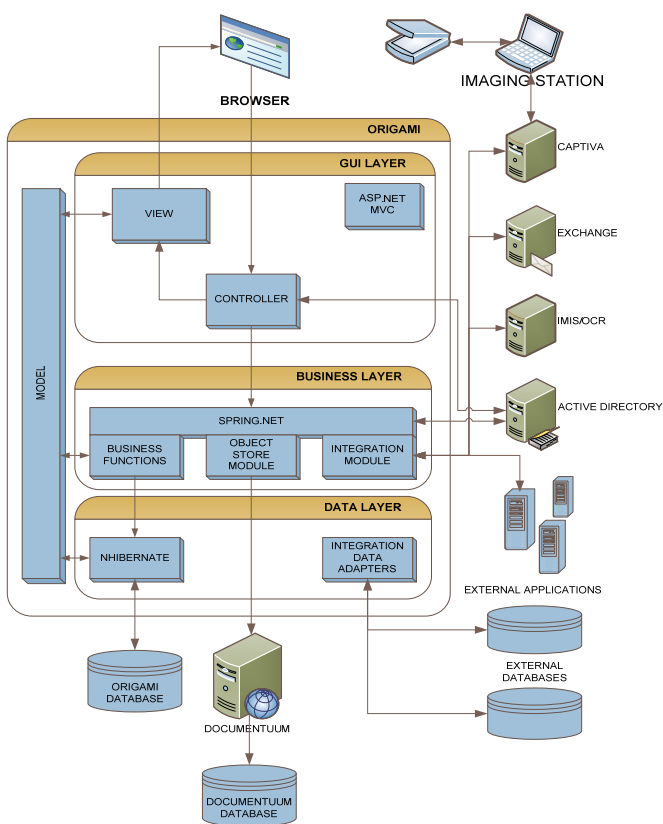 BROWSER
IMAGING STATION
ORIGAMI
CAPTIVA
GUI LAYER
VIEW
ASP.NET
MVC
EXCHANGE
CONTROLLER
IMIS/OCR
MODEL
BUSINESS LAYER
ACTIVE DIRECTORY
SPRING.NET
BUSINESS
FUNCTIONS
OBJECT
STORE
MODULE
INTEGRATION
MODULE
DATA LAYER
NHIBERNATE
INTEGRATION
DATA
ADAPTERS
EXTERNAL APPLICATIONS
EXTERNAL
DATABASES
ORIGAMI
DATABASE
DOCUMENTUUM
DOCUMENTUUM
DATABASE